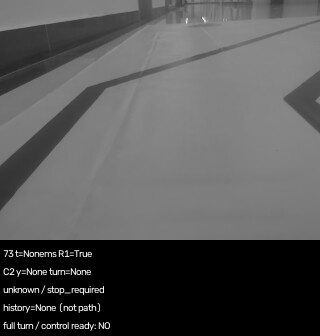 73 t=Nonems R1=True
C2 y=None turn=None
unknown / stop_required
history=None (not path)
full turn / control ready: NO